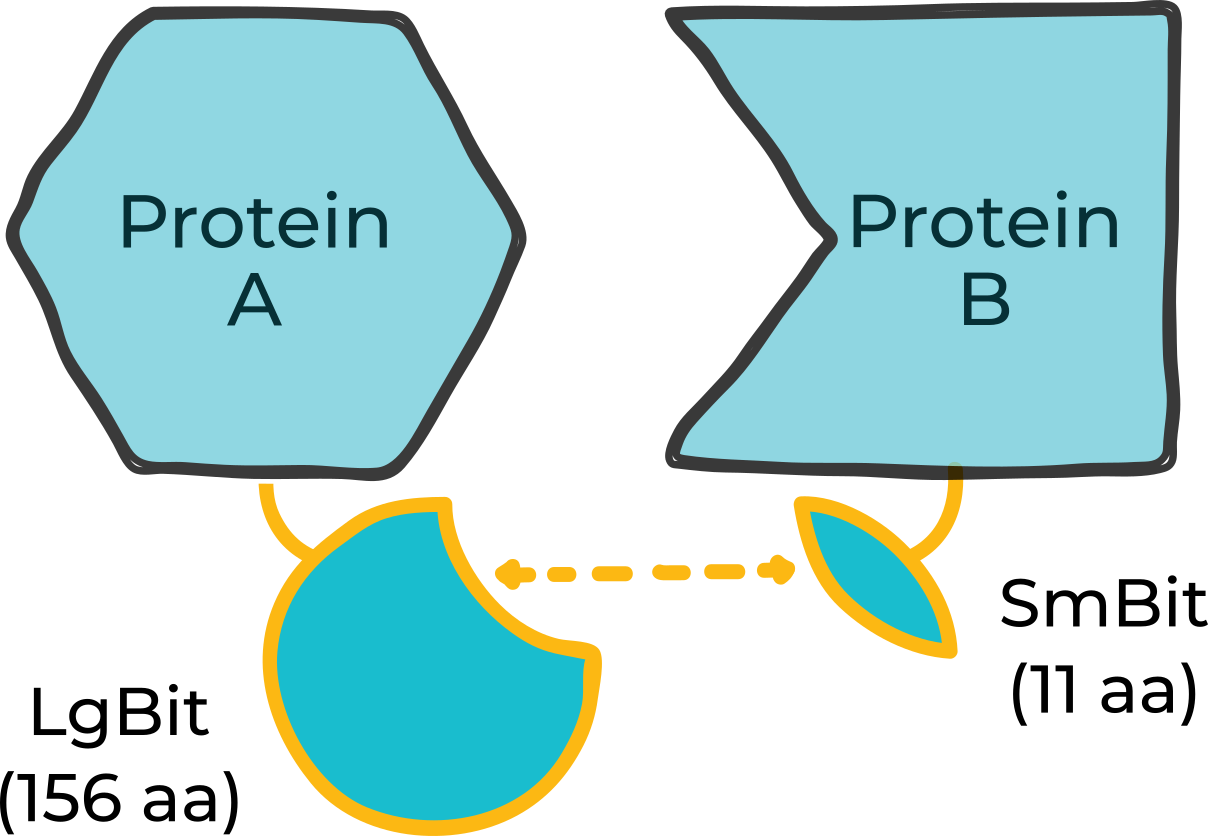 Protein
A
Protein
B
SmBit
(11 aa)
LgBit
(156 aa)